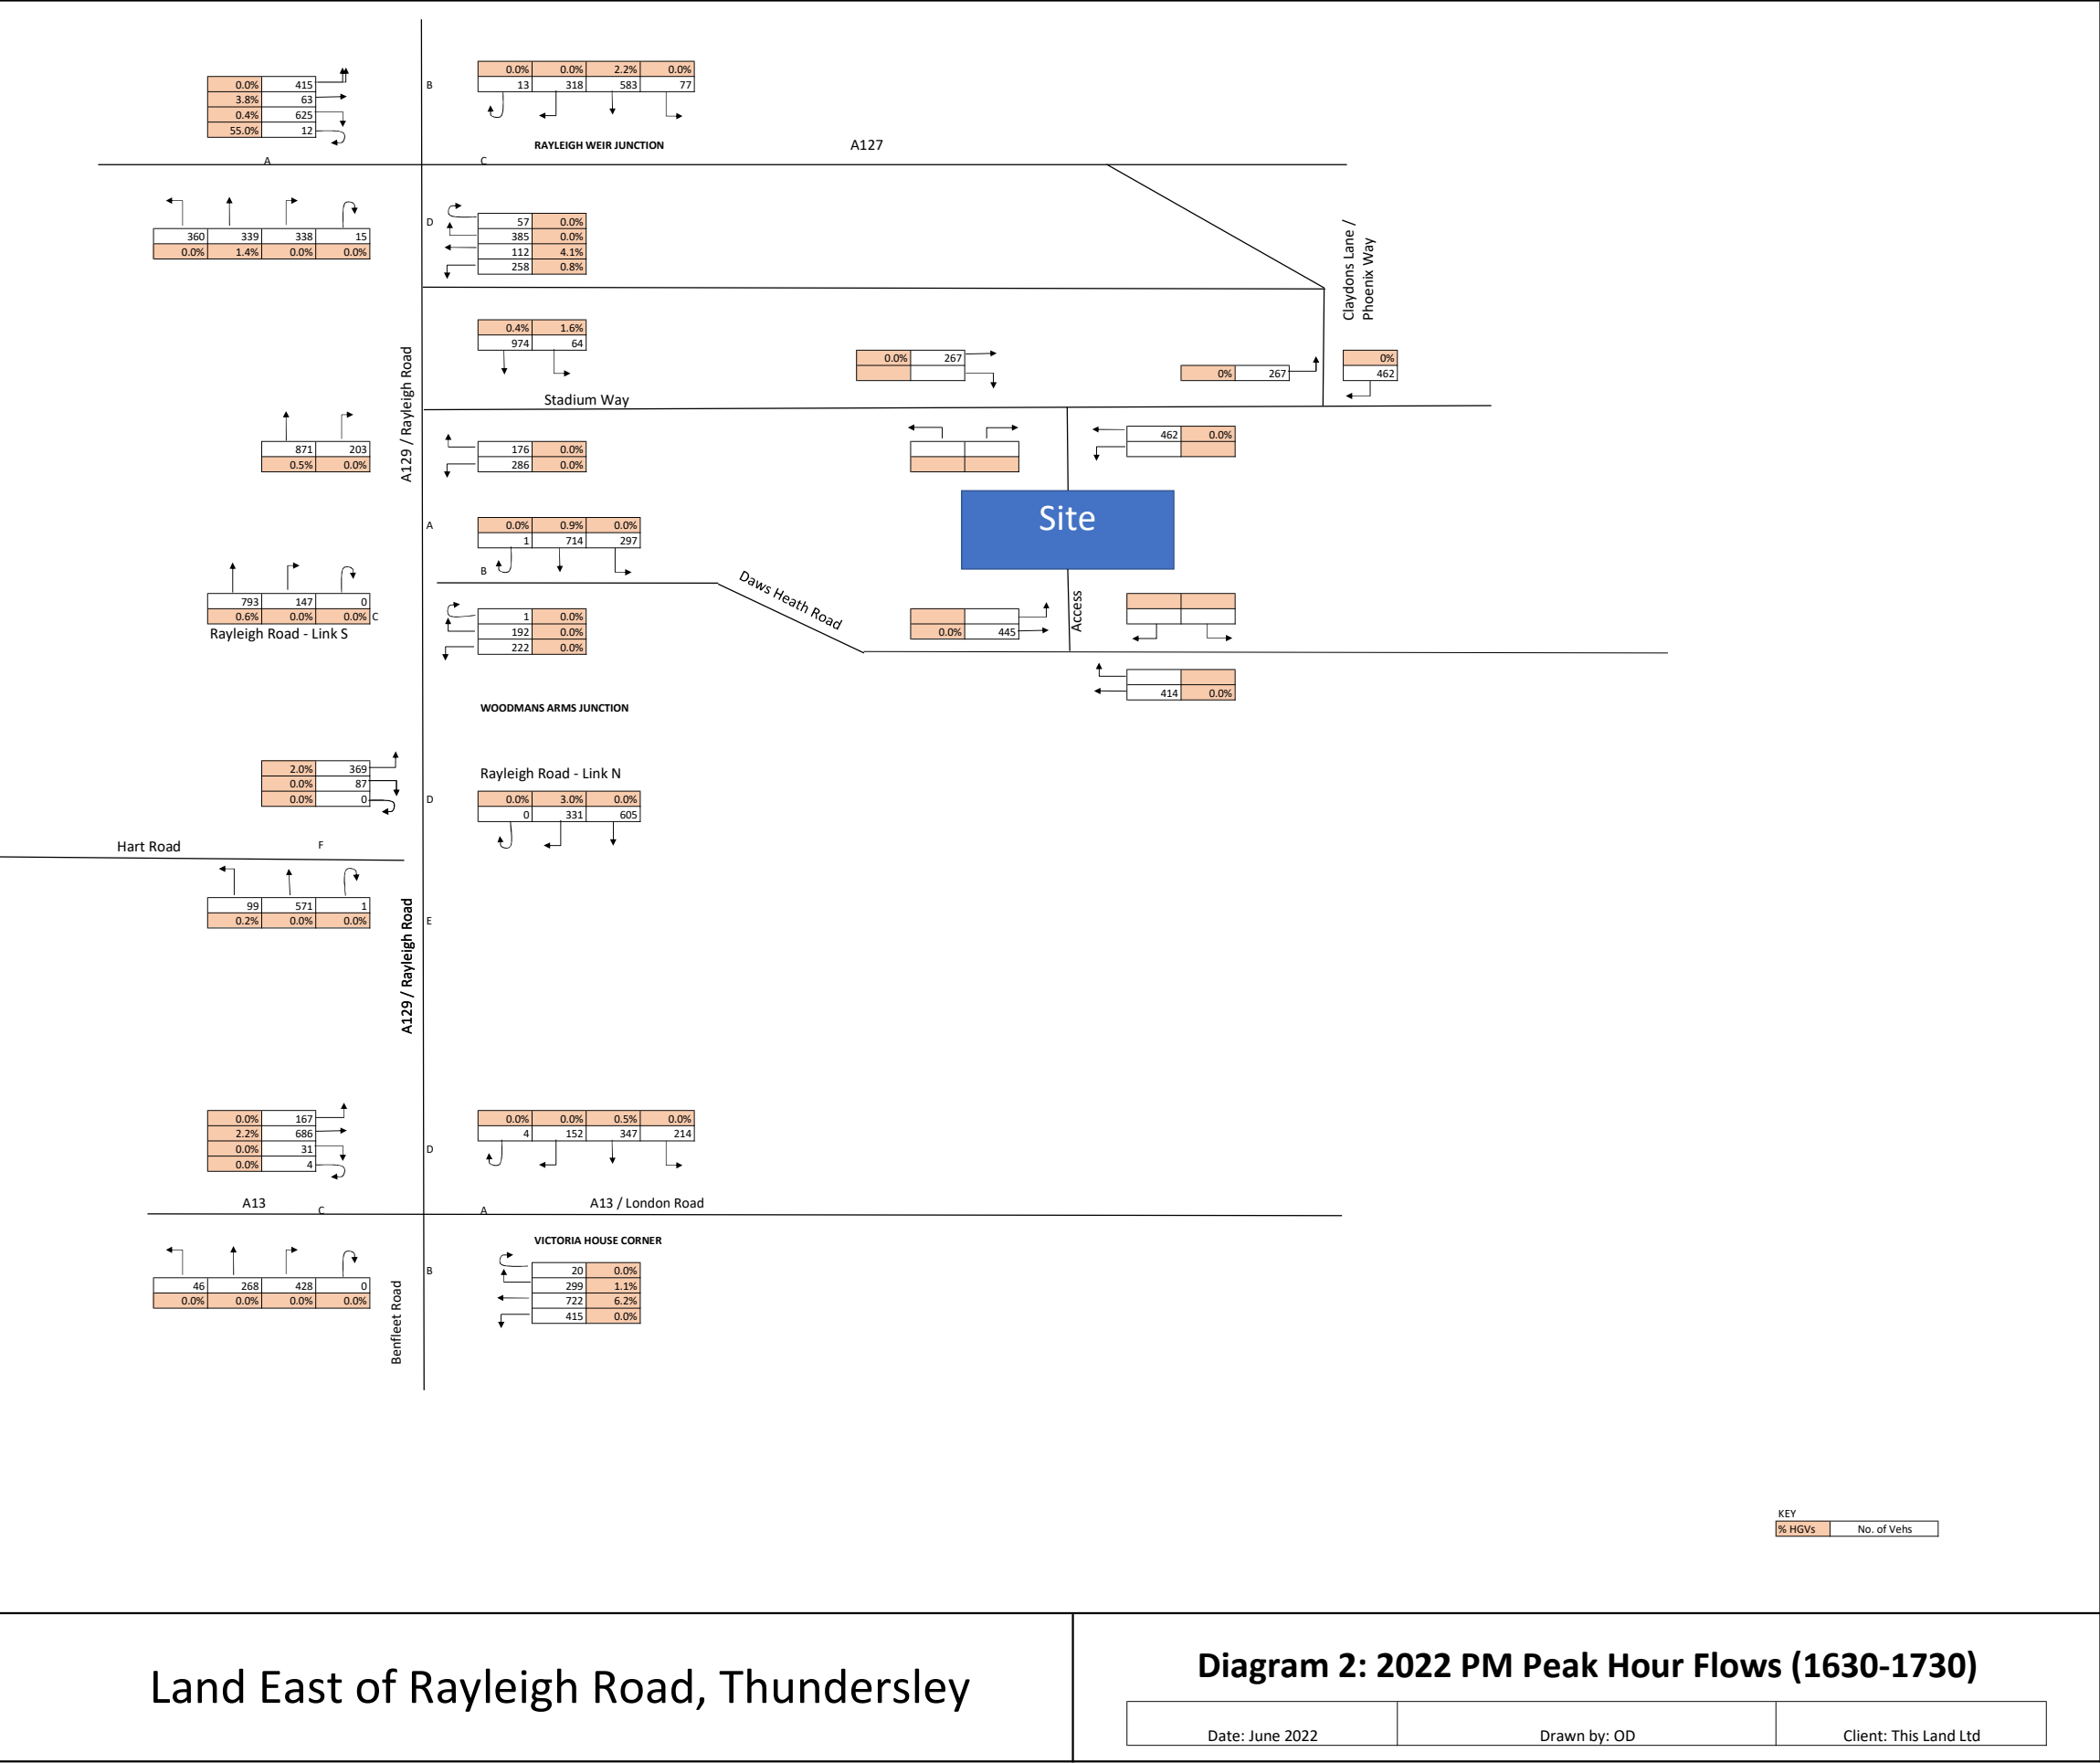 0.0% 415
3.8% 63
0.4% 625
55.0% 12
B
0.0% 0.0% 2.2% 0.0%
13 318 583 77
RAYLEIGH WEIR JUNCTION
A127
A
C
360 339 338 15
0.0% 1.4% 0.0% 0.0%
D
57 0.0%
385 0.0%
112 4.1%
258 0.8%
Claydons Lane /
Phoenix Way
A129 / Rayleigh Road
0.4% 1.6%
974 64
0.0% 267
0% 267
0%
462
Stadium Way
871 203
0.5% 0.0%
176 0.0%
286 0.0%
462 0.0%
Site
A
0.0% 0.9% 0.0%
1 714 297
B
Daws Heath Road
793 147 0
0.6% 0.0% 0.0% C
Rayleigh Road - Link S
1 0.0%
192 0.0%
222 0.0%
0.0% 445
Access
414 0.0%
WOODMANS ARMS JUNCTION
2.0% 369
0.0% 87
0.0% 0
Rayleigh Road - Link N
D
0.0% 3.0% 0.0%
0 331 605
Hart Road
F
99 571 1
0.2% 0.0% 0.0%
E
A129 / Rayleigh Road
0.0% 167
2.2% 686
0.0% 31
0.0% 4
D
0.0% 0.0% 0.5% 0.0%
4 152 347 214
A13
C
A
A13 / London Road
VICTORIA HOUSE CORNER
46 268 428 0
0.0% 0.0% 0.0% 0.0%
Benfleet Road
B
20 0.0%
299 1.1%
722 6.2%
415 0.0%
KEY
% HGVs No. of Vehs
Land East of Rayleigh Road, Thundersley
Diagram 2: 2022 PM Peak Hour Flows (1630-1730)
Date: June 2022 Drawn by: OD Client: This Land Ltd